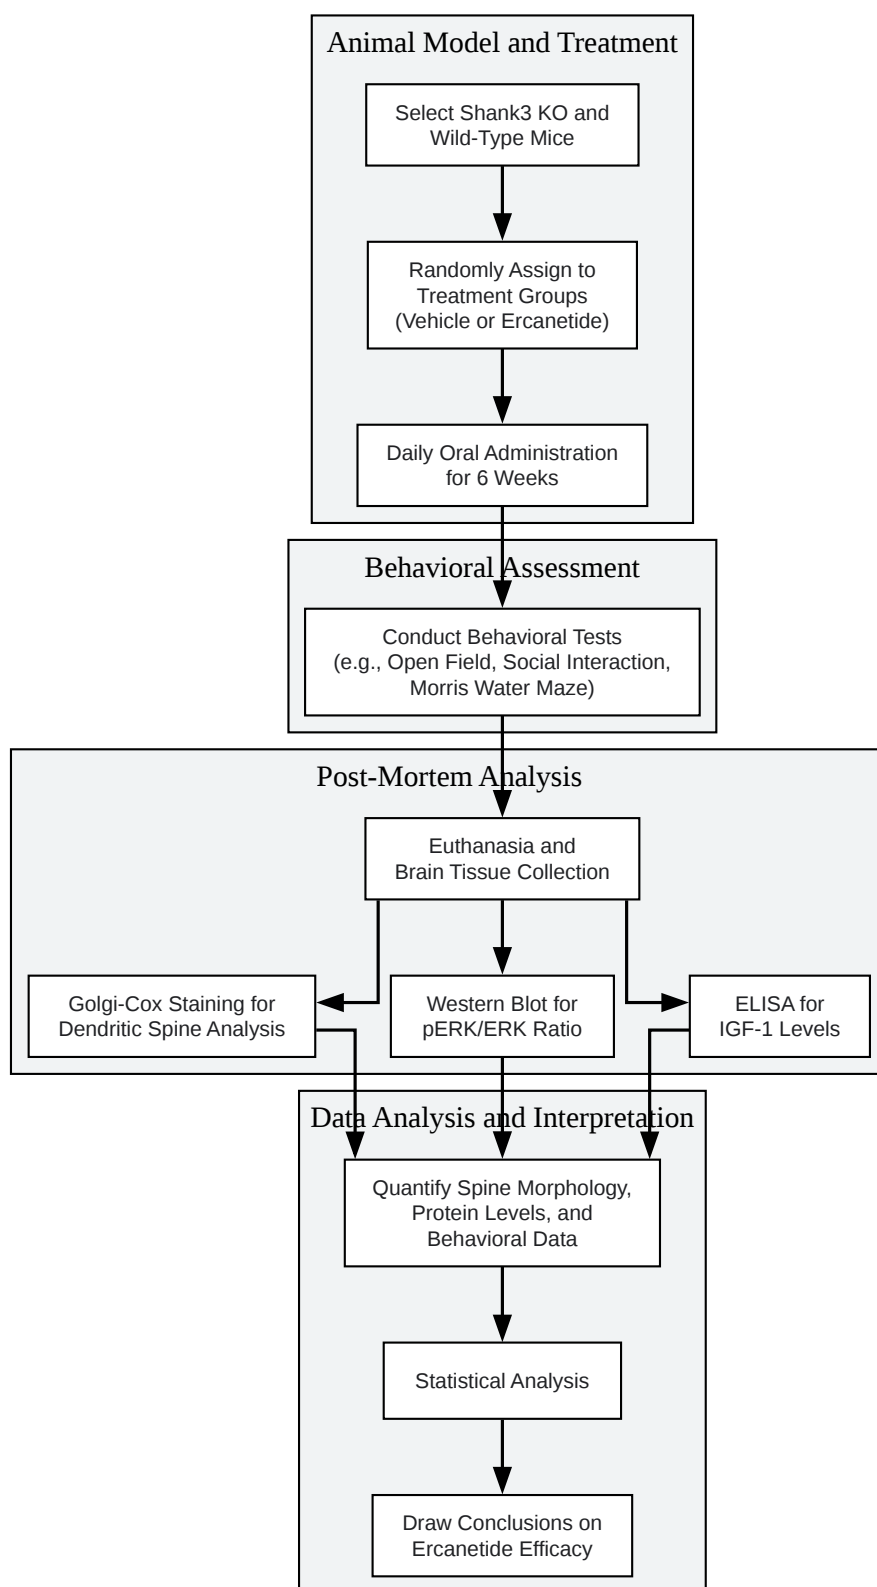 Animal Model and Treatment
Select Shank3 KO and
Wild-Type Mice
Randomly Assign to
Treatment Groups
(Vehicle or Ercanetide)
Daily Oral Administration
for 6 Weeks
Behavioral Assessment
Conduct Behavioral Tests
(e.g., Open Field, Social Interaction,
Morris Water Maze)
Post-Mortem Analysis
Euthanasia and
Brain Tissue Collection
Golgi-Cox Staining for
Dendritic Spine Analysis
Western Blot for
pERK/ERK Ratio
ELISA for
IGF-1 Levels
Data Analysis and Interpretation
Quantify Spine Morphology,
Protein Levels, and
Behavioral Data
Statistical Analysis
Draw Conclusions on
Ercanetide Efficacy